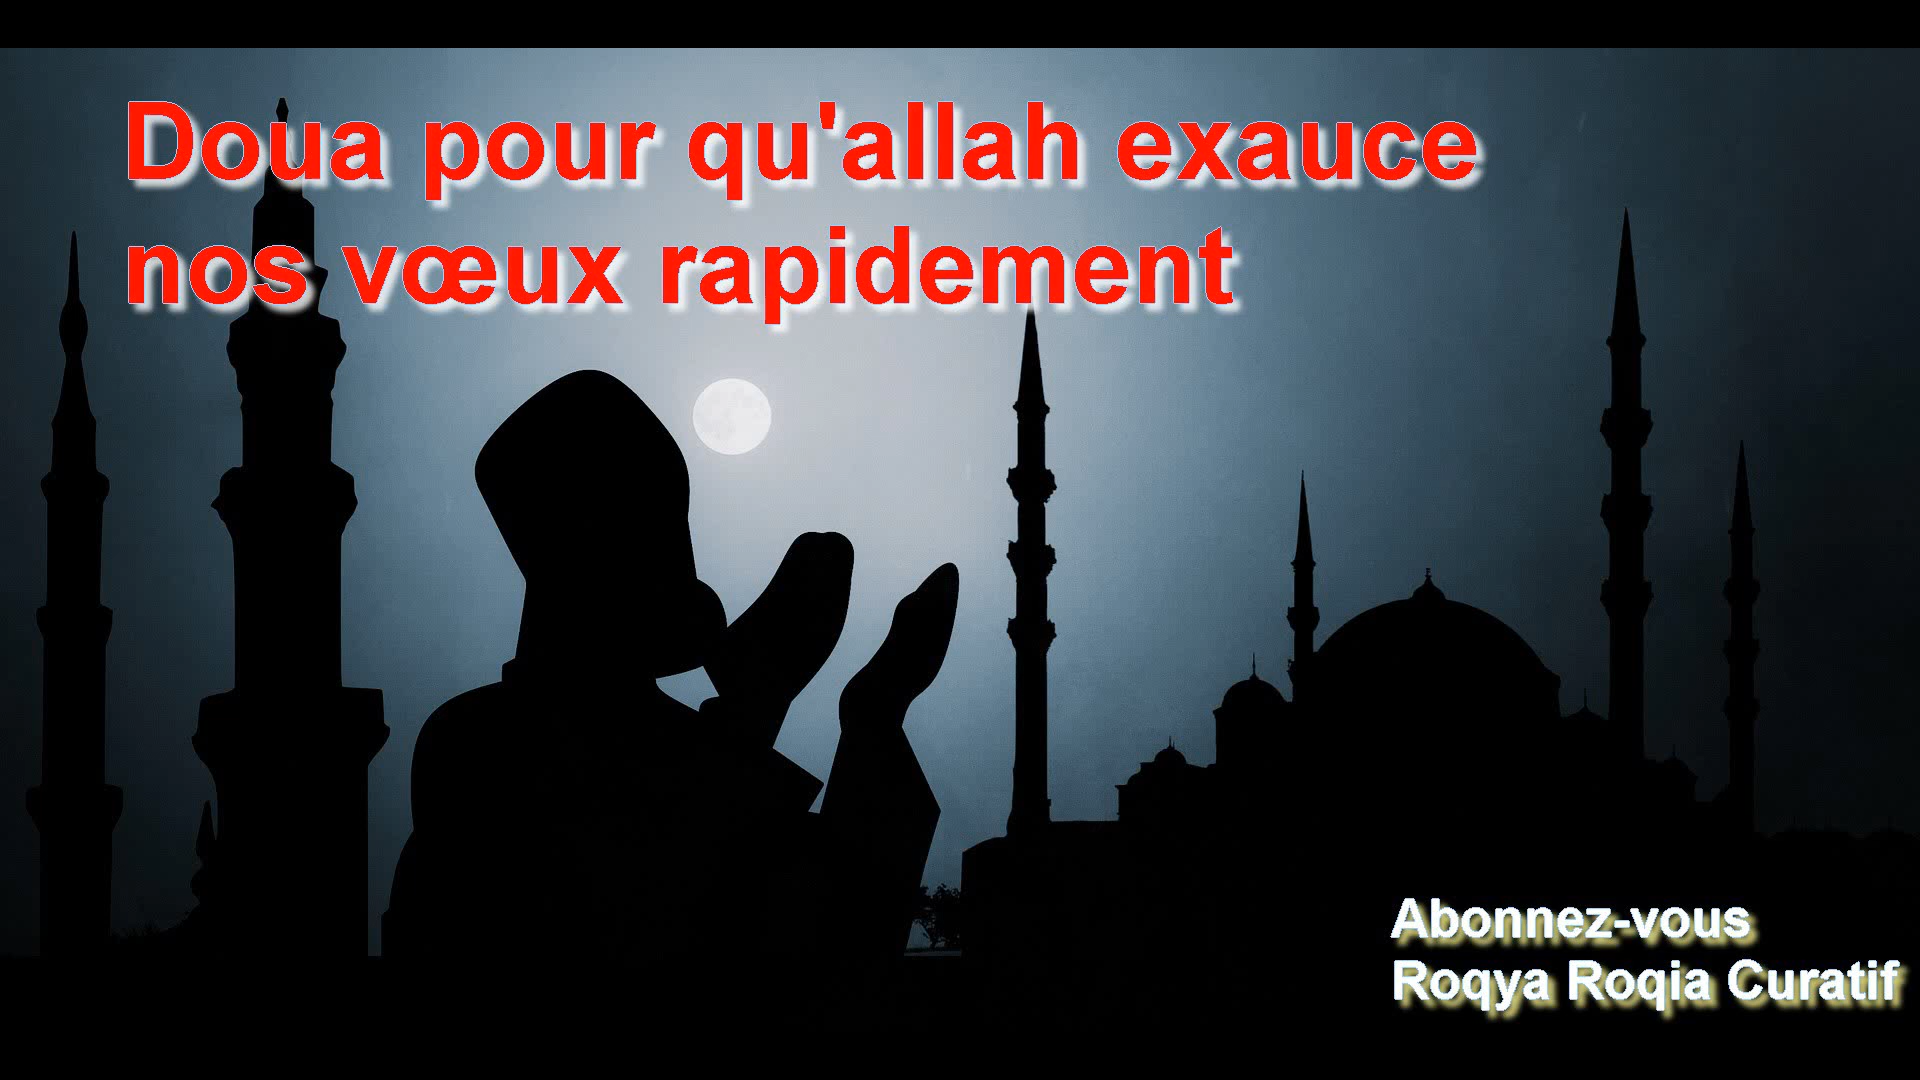 Doua pour qu'allah exauce
nos vœux rapidement
Abonnez-vous
Roqya Roqia Curatif